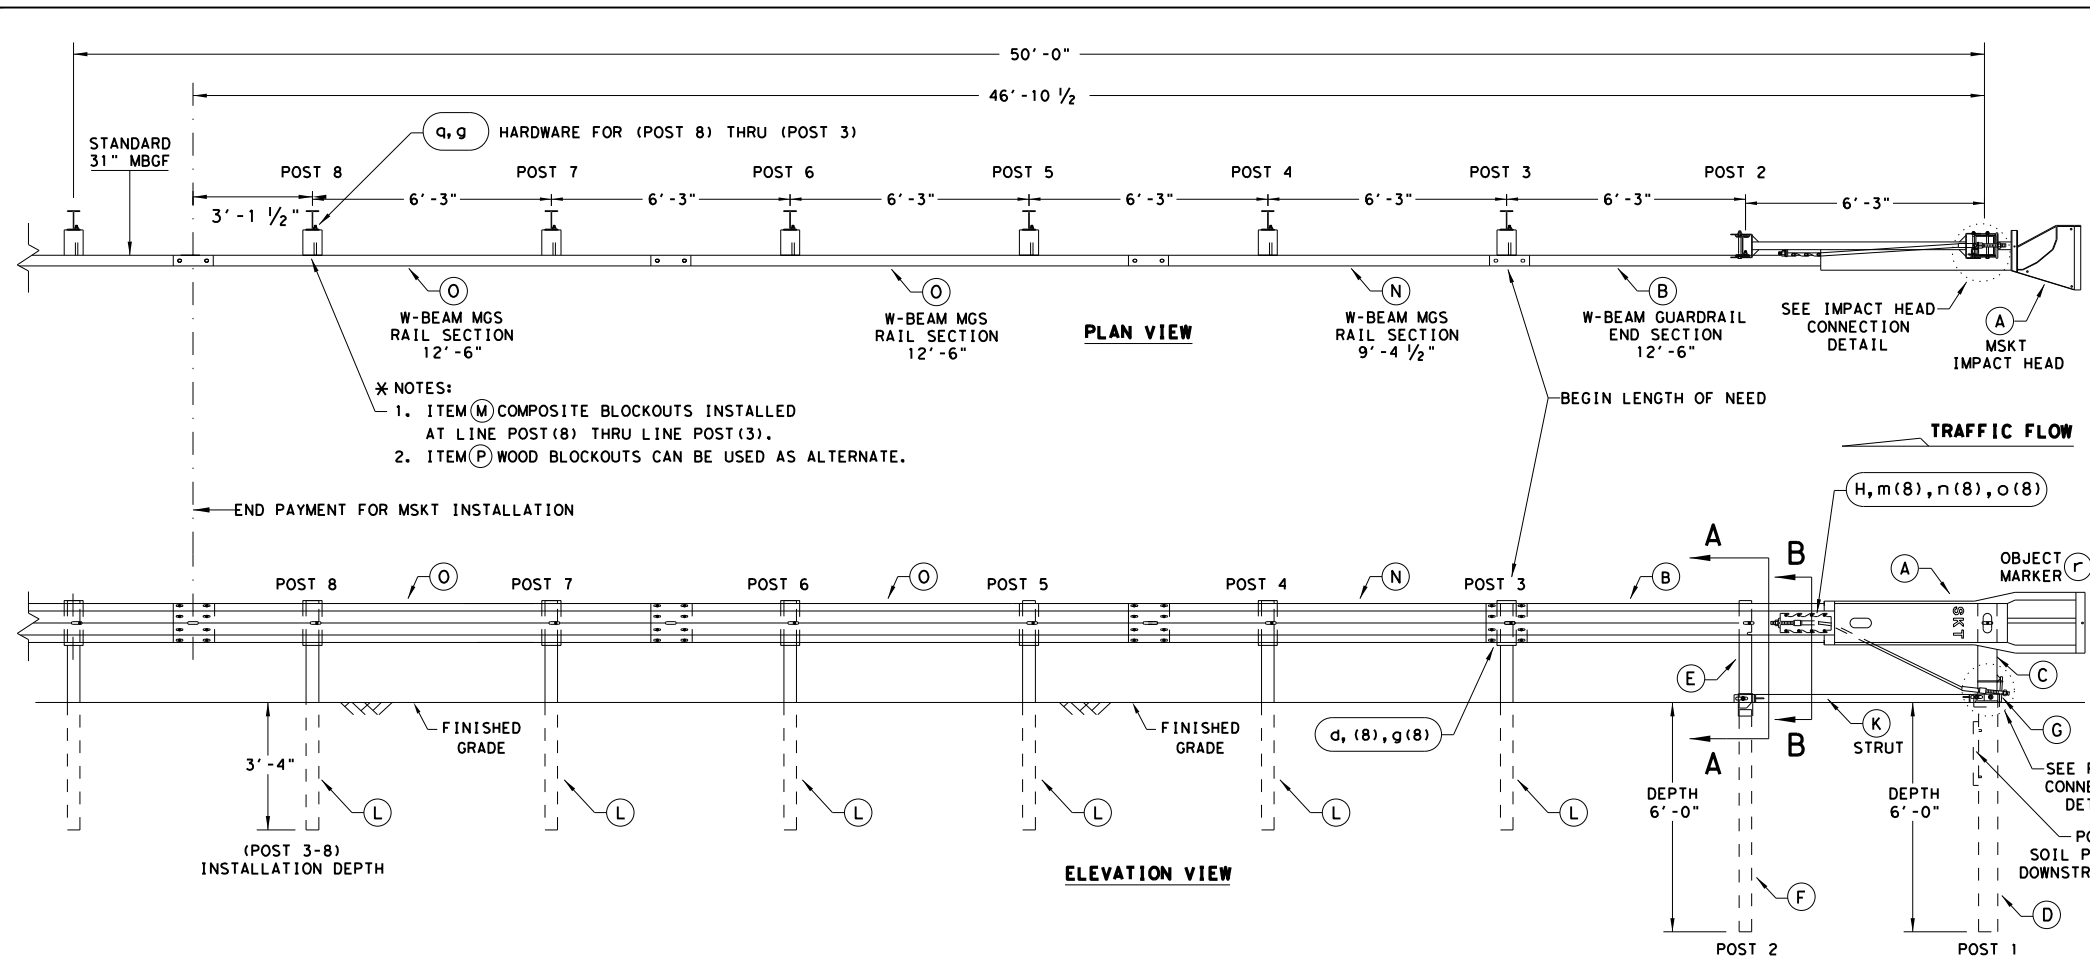 50'-0"
46'-10 1/2
STANDARD
31" MBGF
q,g HARDWARE FOR (POST 8) THRU (POST 3)
POST 8 POST 7 POST 6 POST 5 POST 4 POST 3 POST 2
3'-1 1/2" 6'-3" 6'-3" 6'-3" 6'-3" 6'-3" 6'-3" 6'-3"
O
W-BEAM MGS
RAIL SECTION
12'-6"
O
W-BEAM MGS
RAIL SECTION
12'-6"
PLAN VIEW
N
W-BEAM MGS
RAIL SECTION
9'-4 1/2"
B
W-BEAM GUARDRAIL
END SECTION
12'-6"
SEE IMPACT HEAD
CONNECTION
DETAIL
A
MSKT
IMPACT HEAD
* NOTES:
1. ITEM M COMPOSITE BLOCKOUTS INSTALLED
AT LINE POST(8) THRU LINE POST(3).
2. ITEM P WOOD BLOCKOUTS CAN BE USED AS ALTERNATE.
BEGIN LENGTH OF NEED
TRAFFIC FLOW
END PAYMENT FOR MSKT INSTALLATION
H,m(8),n(8),o(8)
A B
OBJECT
MARKER r
A
POST 8 O POST 7 POST 6 O POST 5 POST 4 N POST 3 B
SKT
E
C
FINISHED
GRADE
FINISHED
GRADE
d,(8),g(8)
K
STRUT
G
A B
3'-4"
L L L L L
DEPTH
6'-0"
DEPTH
6'-0"
SEE
CONNE
DET
PO
SOIL P
DOWNSTR
(POST 3-8)
INSTALLATION DEPTH
ELEVATION VIEW
F
D
POST 2 POST 1